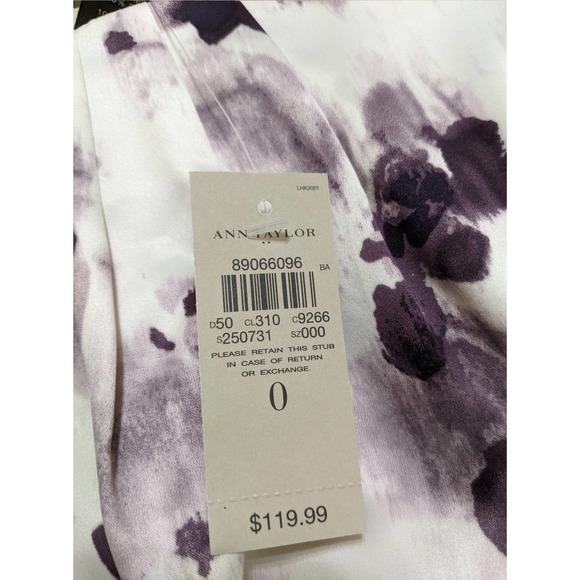 LHK2001
ANN TAYLOR
89066096 BA
D50 CL310 C9266
S250731 SZ000
PLEASE RETAIN THIS STUB
IN CASE OF RETURN
OR EXCHANGE.
0
$119.99